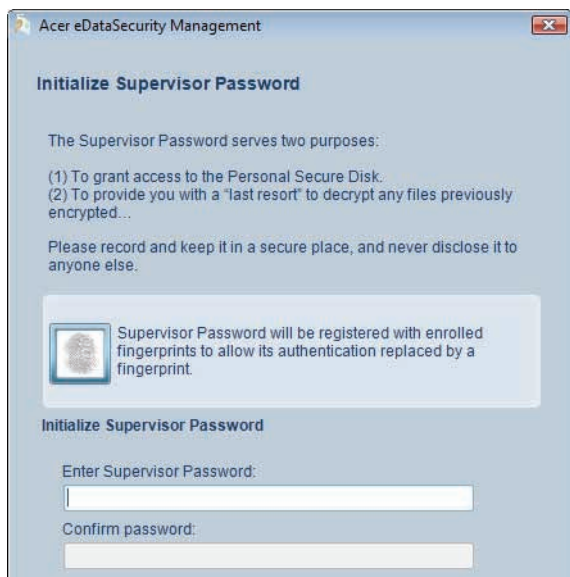 Acer eDataSecurity Management
Initialize Supervisor Password
The Supervisor Password serves two purposes:
(1) To grant access to the Personal Secure Disk.
(2) To provide you with a “last resort” to decrypt any files previously
encrypted...
Please record and keep it in a secure place, and never disclose it to
anyone else.
Supervisor Password will be registered with enrolled
fingerprints to allow its authentication replaced by a
fingerprint.
Initialize Supervisor Password
Enter Supervisor Password:
Confirm password: